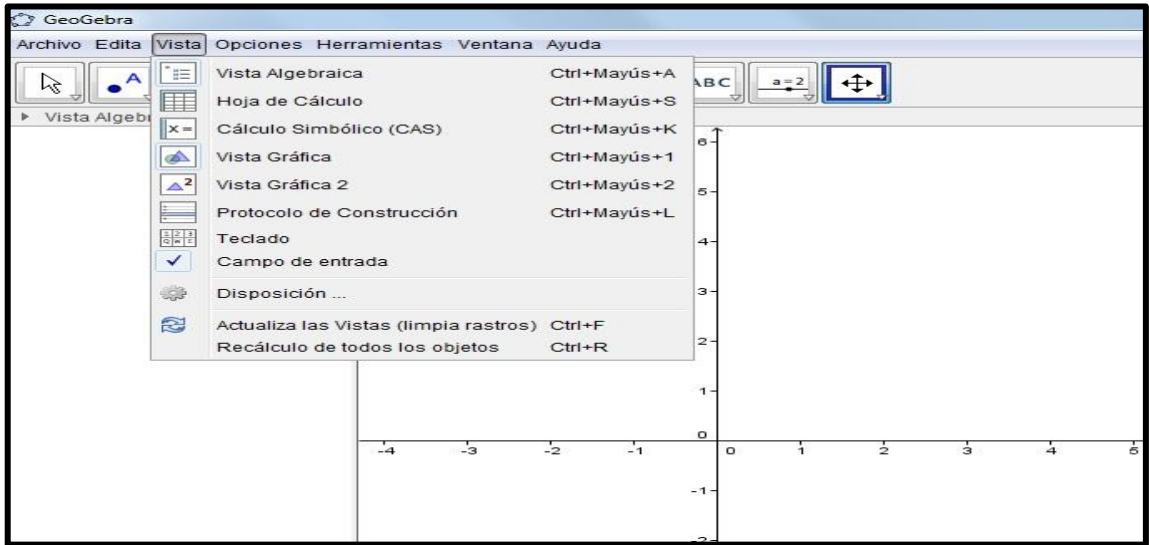 GeoGebra
Archivo Edita Vista Opciones Herramientas Ventana Ayuda
A ABC a=2
Vista Algebr
Vista Algebraica Ctrl+Mayús+A
Hoja de Cálculo Ctrl+Mayús+S
x= Cálculo Simbólico (CAS) Ctrl+Mayús+K
Vista Gráfica Ctrl+Mayús+1
2 Vista Gráfica 2 Ctrl+Mayús+2
Protocolo de Construcción Ctrl+Mayús+L
Teclado
Campo de entrada
Disposición ...
Actualiza las Vistas (limpia rastros) Ctrl+F
Recálculo de todos los objetos Ctrl+R
6
5
4
3
2
1
0
-4 -3 -2 -1 0 1 2 3 4 5
-1
-2